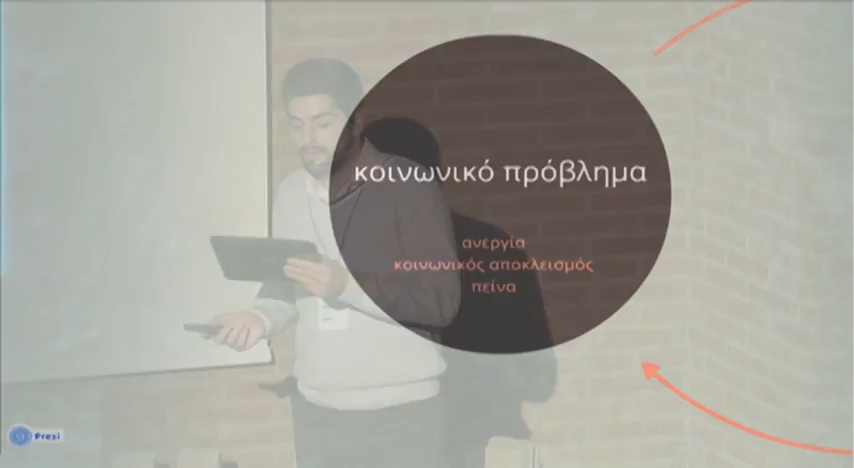 κοινωνικό πρόβλημα
ανεργία
κοινωνικός αποκλεισμός
πείνα
Prezi